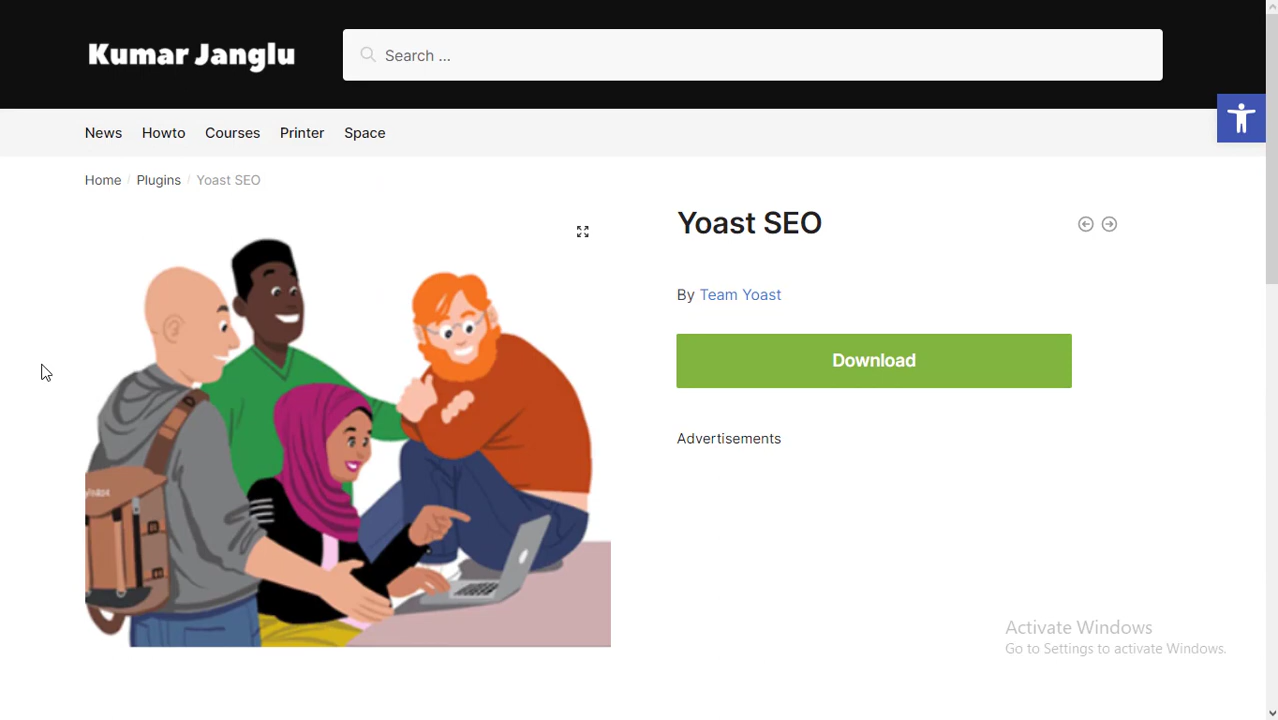 Kumar Janglu
Search ...
News Howto Courses Printer Space
Home / Plugins / Yoast SEO
Yoast SEO
By Team Yoast
Download
Advertisements
Activate Windows
Go to Settings to activate Windows.